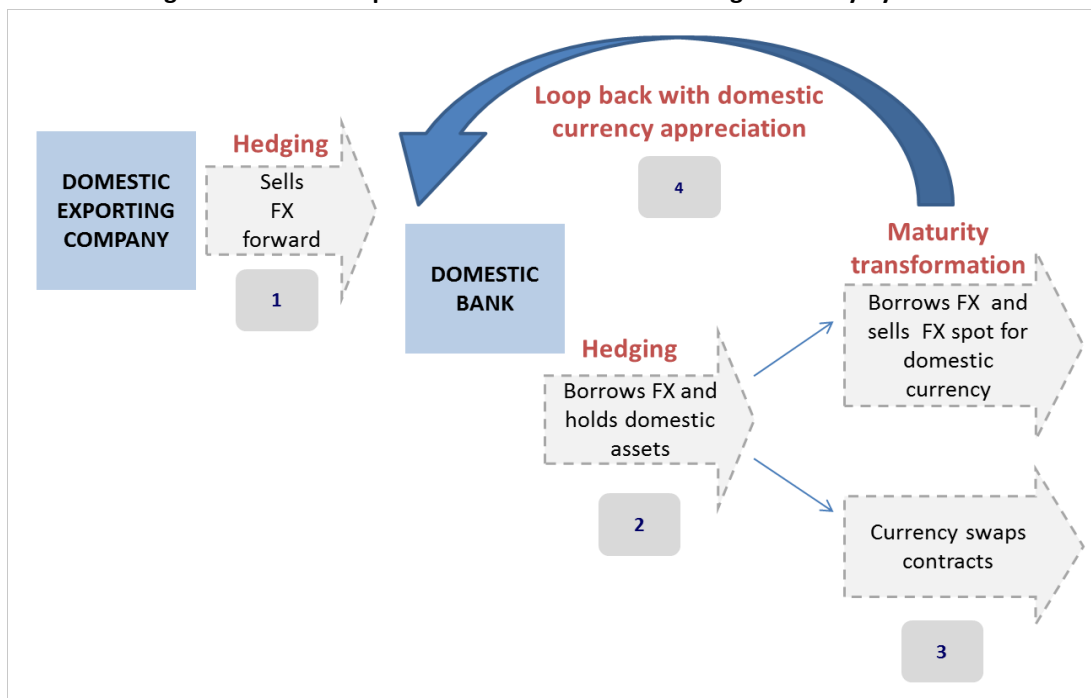 Loop back with domestic
currency appreciation
4
DOMESTIC
EXPORTING
COMPANY
Hedging
Sells
FX
forward
1
DOMESTIC
BANK
Hedging
Borrows FX and
holds domestic
assets
2
Maturity
transformation
Borrows FX and
sells FX spot for
domestic
currency
Currency swaps
contracts
3